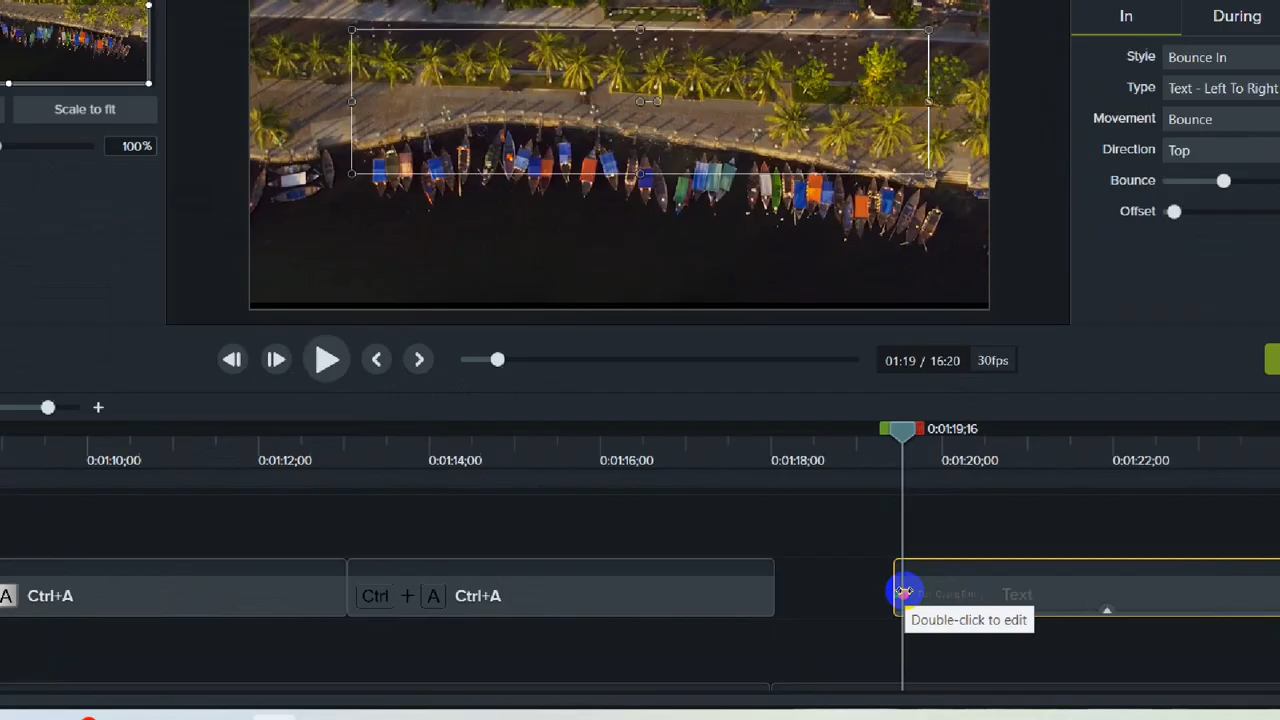 In
During
Style
Bounce In
Type
Text - Left To Right
Movement
Bounce
Direction
Top
Bounce
Offset
Scale to fit
100%
01:19 / 16:20
30fps
+
0:01:19;16
0:01:10;00
0:01:12;00
0:01:14;00
0:01:16;00
0:01:18;00
0:01:20;00
0:01:22;00
A Ctrl+A
Ctrl + A Ctrl+A
Text
Double-click to edit